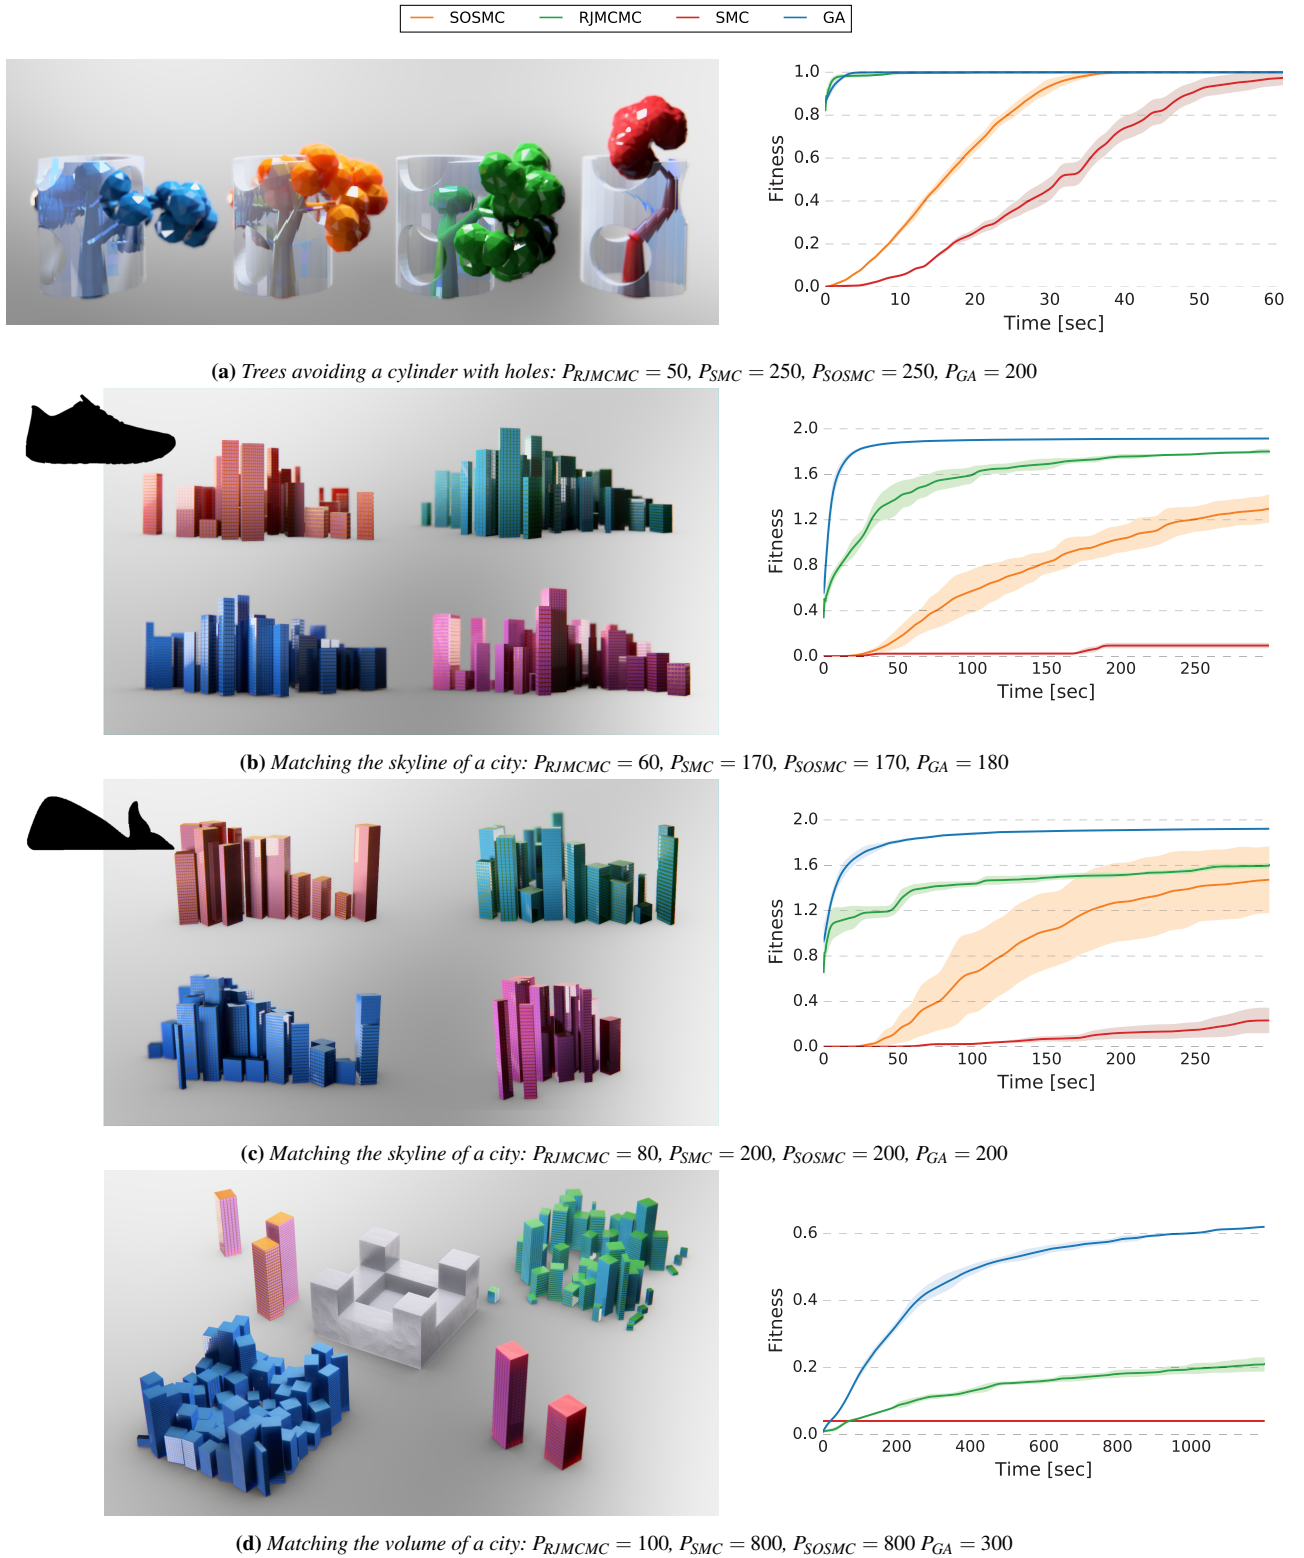 SOSMC RJMCMC SMC GA
1.0
0.8
0.6
0.4
0.2
0.0
Fitness
0 10 20 30 40 50 60
Time [sec]
(a) Trees avoiding a cylinder with holes: P_RJMCMC = 50, P_SMC = 250, P_SOSMC = 250, P_GA = 200
2.0
1.6
1.2
0.8
0.4
0.0
Fitness
0 50 100 150 200 250
Time [sec]
(b) Matching the skyline of a city: P_RJMCMC = 60, P_SMC = 170, P_SOSMC = 170, P_GA = 180
2.0
1.6
1.2
0.8
0.4
0.0
Fitness
0 50 100 150 200 250
Time [sec]
(c) Matching the skyline of a city: P_RJMCMC = 80, P_SMC = 200, P_SOSMC = 200, P_GA = 200
0.6
0.4
0.2
0.0
Fitness
0 200 400 600 800 1000
Time [sec]
(d) Matching the volume of a city: P_RJMCMC = 100, P_SMC = 800, P_SOSMC = 800 P_GA = 300